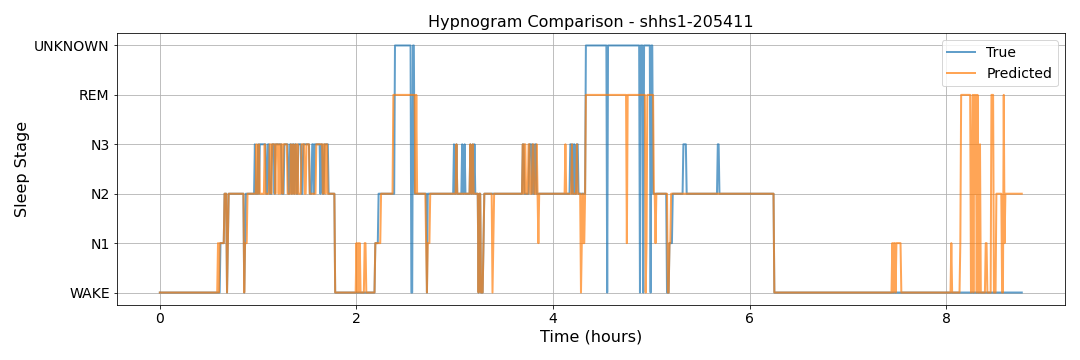 Hypnogram Comparison - shhs1-205411
Sleep Stage
UNKNOWN
REM
N3
N2
N1
WAKE
True
Predicted
0 2 4 6 8
Time (hours)